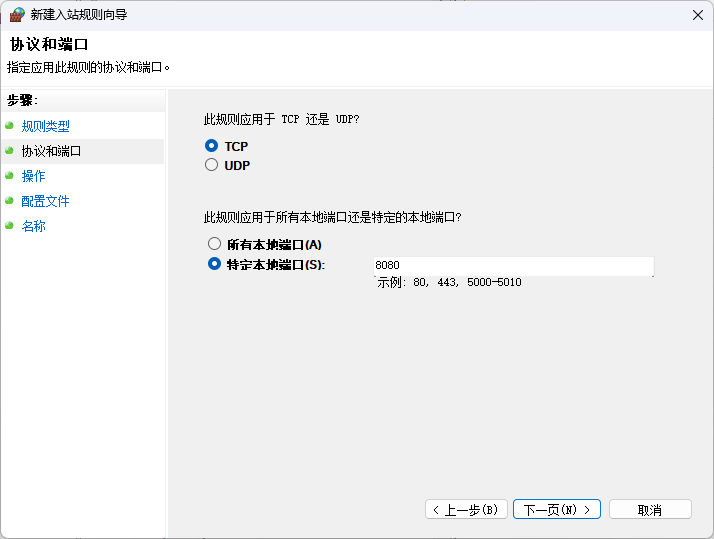 新建入站规则向导
协议和端口
指定应用此规则的协议和端口。
步骤:
规则类型
协议和端口
操作
配置文件
名称
此规则应用于 TCP 还是 UDP?
TCP
UDP
此规则应用于所有本地端口还是特定的本地端口?
所有本地端口(A)
特定本地端口(S):
8080
示例: 80, 443, 5000-5010
< 上一步(B)
下一页(N) >
取消